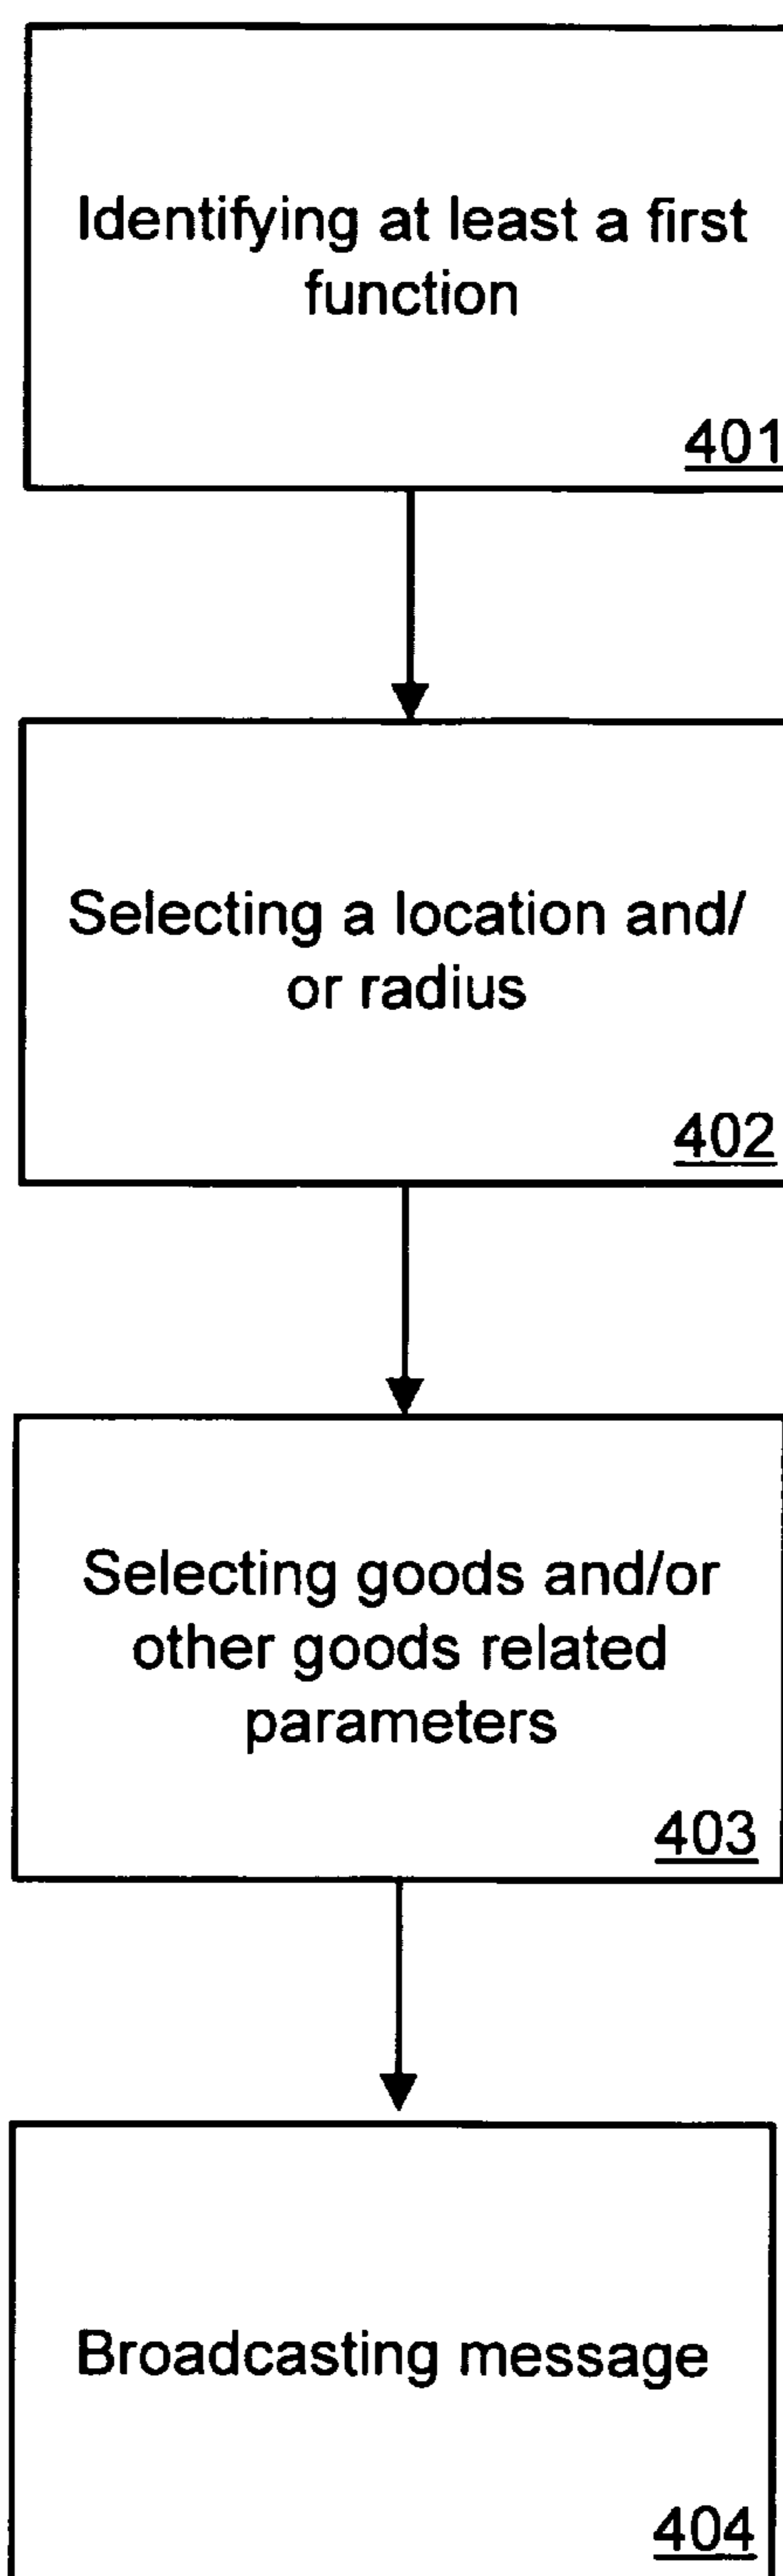 Identifying at least a first
function
401
Selecting a location and/
or radius
402
Selecting goods and/or
other goods related
parameters
403
Broadcasting message
404